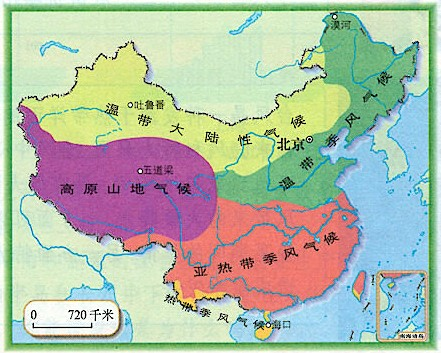 漠河
吐鲁番
温带大陆性气候
北京
温带季风气候
五道梁
高原山地气候
亚热带季风气候
热带季风气候
海口
0 720千米
南海诸岛